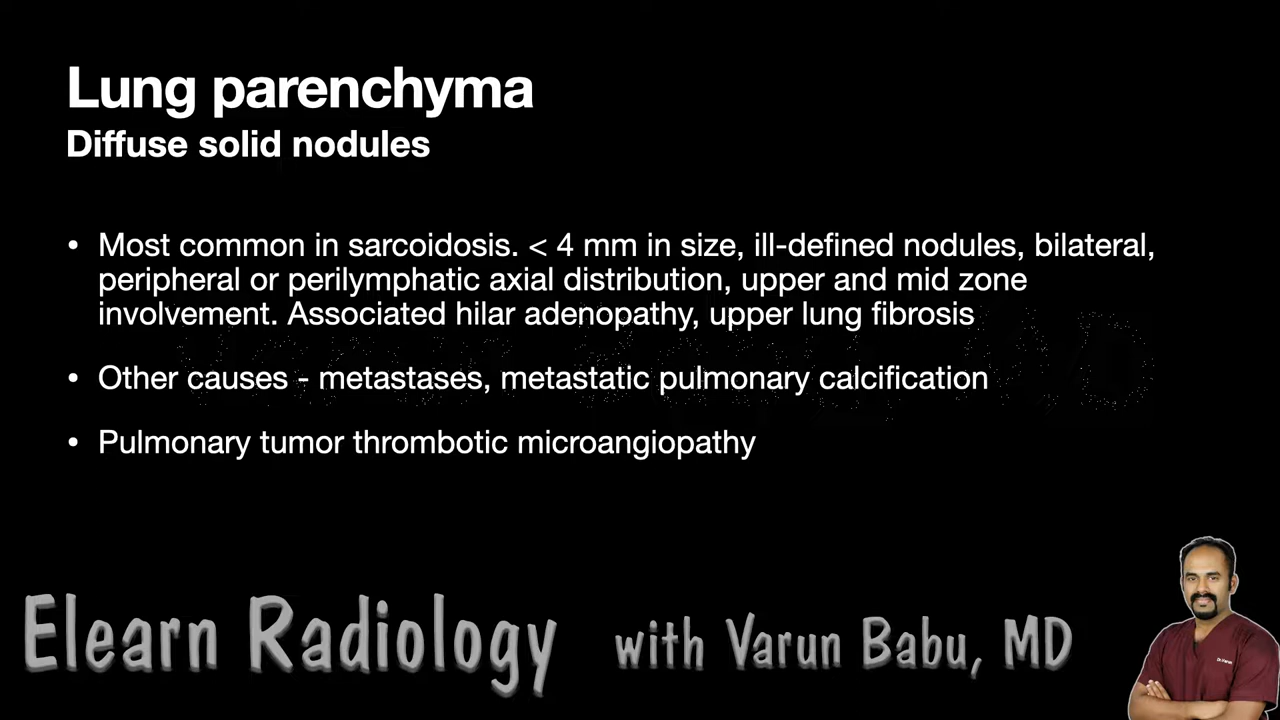 Lung parenchyma
Diffuse solid nodules
• Most common in sarcoidosis. < 4 mm in size, ill-defined nodules, bilateral,
peripheral or perilymphatic axial distribution, upper and mid zone
involvement. Associated hilar adenopathy, upper lung fibrosis
• Other causes - metastases, metastatic pulmonary calcification
• Pulmonary tumor thrombotic microangiopathy
Elearn Radiology with Varun Babu, MD